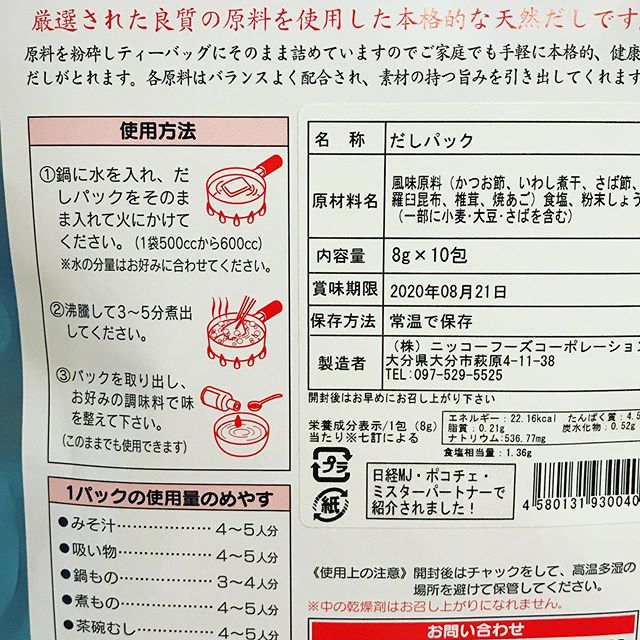 厳選された良質の原料を使用した本格的な天然だしです
原料を粉砕しティーバッグにそのまま詰めていますのでご家庭でも手軽に本格的、健康
だしがとれます。各原料はバランスよく配合され、素材の持つ旨みを引き出してくれます
使用方法
①鍋に水を入れ、だ
しパックをそのま
ま入れて火にかけて
ください。(1袋500ccから600cc)
※水の分量はお好みに合わせてください。
②沸騰して3〜5分煮出
してください。
③パックを取り出し、
お好みの調味料で味
を整えて下さい。
(このままでも使用できます)
1パックの使用量のめやす
●みそ汁………………4〜5人分
●吸い物………………4〜5人分
●鍋もの………………3〜4人分
●煮もの………………4〜5人分
●茶碗むし……………4〜5人分
名称 だしパック
原材料名 風味原料(かつお節、いわし煮干、さば節、
羅臼昆布、椎茸、焼あご)食塩、粉末しょう
(一部に小麦・大豆・さばを含む)
内容量 8g×10包
賞味期限 2020年08月21日
保存方法 常温で保存
製造者 (株)ニッコーフーズコーポレーション
大分県大分市萩原4-11-38
TEL:097-529-5525
開封後はお早めにお召し上がり下さい
栄養成分表示/1包(8g)
当たり※七訂による
エネルギー:22.16kcal たんぱく質:4.5
脂質:0.21g 炭水化物:0.52g
ナトリウム:536.77mg
食塩相当量:1.36g
プラ
紙
日経MJ・ポコチェ・
ミスターパートナーで
紹介されました!
4 580131 930040
《使用上の注意》開封後はチャックをして、高温多湿の
場所を避けて保管してください。
※中の乾燥剤はお召し上がりになれません。
お問い合わせ